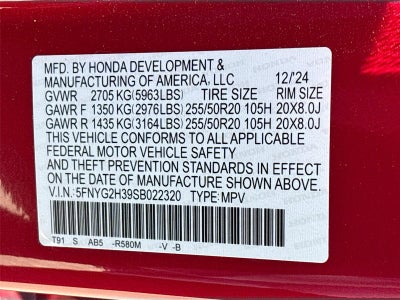 MFD. BY HONDA DEVELOPMENT &
MANUFACTURING OF AMERICA, LLC 12/'24
GVWR 2705 KG (5963LBS) TIRE SIZE RIM SIZE
GAWR F 1350 KG (2976LBS) 255/50R20 105H 20X8.0J
GAWR R 1435 KG (3164LBS) 255/50R20 105H 20X8.0J
THIS VEHICLE CONFORMS TO ALL APPLICABLE
FEDERAL MOTOR VEHICLE SAFETY
AND THEFT PREVENTION STANDARDS IN EFFECT
ON THE DATE OF MANUFACTURE SHOWN ABOVE.
V.I.N.: 5FNYG2H39SB022320 TYPE: MPV
T91 S AB5 -R580M -V -B